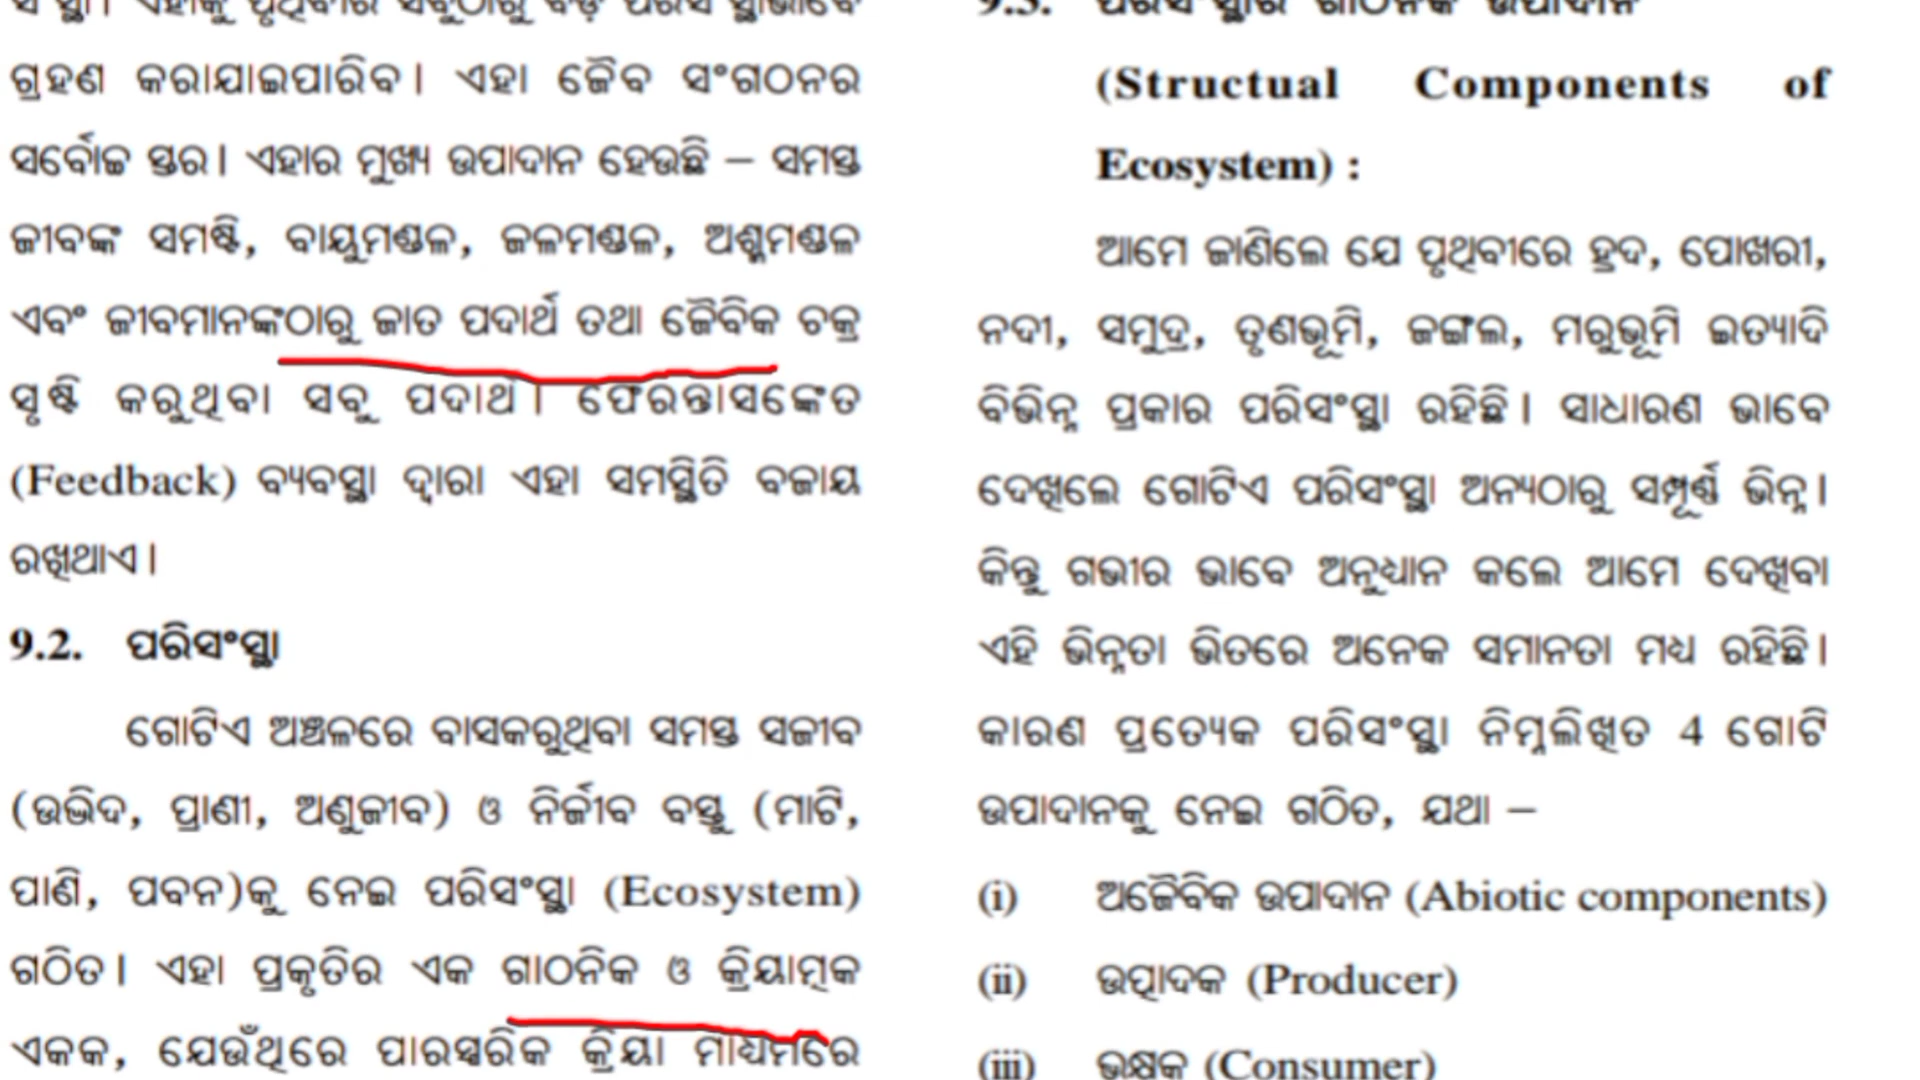 ଗ୍ରହଣ କରାଯାଇପାରିବ। ଏହା ଜୈବ ସଂଗଠନର
ସର୍ବୋଚ୍ଚ ସ୍ତର। ଏହାର ମୁଖ୍ୟ ଉପାଦାନ ହେଉଛି – ସମସ୍ତ
ଜୀବଙ୍କ ସମଷ୍ଟି, ବାୟୁମଣ୍ଡଳ, ଜଳମଣ୍ଡଳ, ଅଶ୍ମମଣ୍ଡଳ
ଏବଂ ଜୀବମାନଙ୍କଠାରୁ ଜାତ ପଦାର୍ଥ ତଥା ଜୈବିକ ଚକ୍ର
ସୃଷ୍ଟି କରୁଥିବା ସବୁ ପଦାର୍ଥ। ଫେରନ୍ତାସଙ୍କେତ
(Feedback) ବ୍ୟବସ୍ଥା ଦ୍ୱାରା ଏହା ସମସ୍ଥିତି ବଜାୟ
ରଖିଥାଏ।
9.2. ପରିସଂସ୍ଥା
ଗୋଟିଏ ଅଞ୍ଚଳରେ ବାସକରୁଥିବା ସମସ୍ତ ସଜୀବ
(ଉଦ୍ଭିଦ, ପ୍ରାଣୀ, ଅଣୁଜୀବ) ଓ ନିର୍ଜୀବ ବସ୍ତୁ (ମାଟି,
ପାଣି, ପବନ)କୁ ନେଇ ପରିସଂସ୍ଥା (Ecosystem)
ଗଠିତ। ଏହା ପ୍ରକୃତିର ଏକ ଗାଠନିକ ଓ କ୍ରିୟାତ୍ମକ
ଏକକ, ଯେଉଁଥିରେ ପାରସ୍ପରିକ କ୍ରିୟା ମାଧ୍ୟମରେ
9.3. ପରିସଂସ୍ଥାର ଗାଠନିକ ଉପାଦାନ
(Structual Components of
Ecosystem) :
ଆମେ ଜାଣିଲେ ଯେ ପୃଥିବୀରେ ହ୍ରଦ, ପୋଖରୀ,
ନଦୀ, ସମୁଦ୍ର, ତୃଣଭୂମି, ଜଙ୍ଗଲ, ମରୁଭୂମି ଇତ୍ୟାଦି
ବିଭିନ୍ନ ପ୍ରକାର ପରିସଂସ୍ଥା ରହିଛି। ସାଧାରଣ ଭାବେ
ଦେଖିଲେ ଗୋଟିଏ ପରିସଂସ୍ଥା ଅନ୍ୟଠାରୁ ସମ୍ପୂର୍ଣ୍ଣ ଭିନ୍ନ।
କିନ୍ତୁ ଗଭୀର ଭାବେ ଅନୁଧ୍ୟାନ କଲେ ଆମେ ଦେଖିବା
ଏହି ଭିନ୍ନତା ଭିତରେ ଅନେକ ସମାନତା ମଧ୍ୟ ରହିଛି।
କାରଣ ପ୍ରତ୍ୟେକ ପରିସଂସ୍ଥା ନିମ୍ନଲିଖିତ 4 ଗୋଟି
ଉପାଦାନକୁ ନେଇ ଗଠିତ, ଯଥା –
(i) ଅଜୈବିକ ଉପାଦାନ (Abiotic components)
(ii) ଉତ୍ପାଦକ (Producer)
(iii) ଭକ୍ଷକ (Consumer)